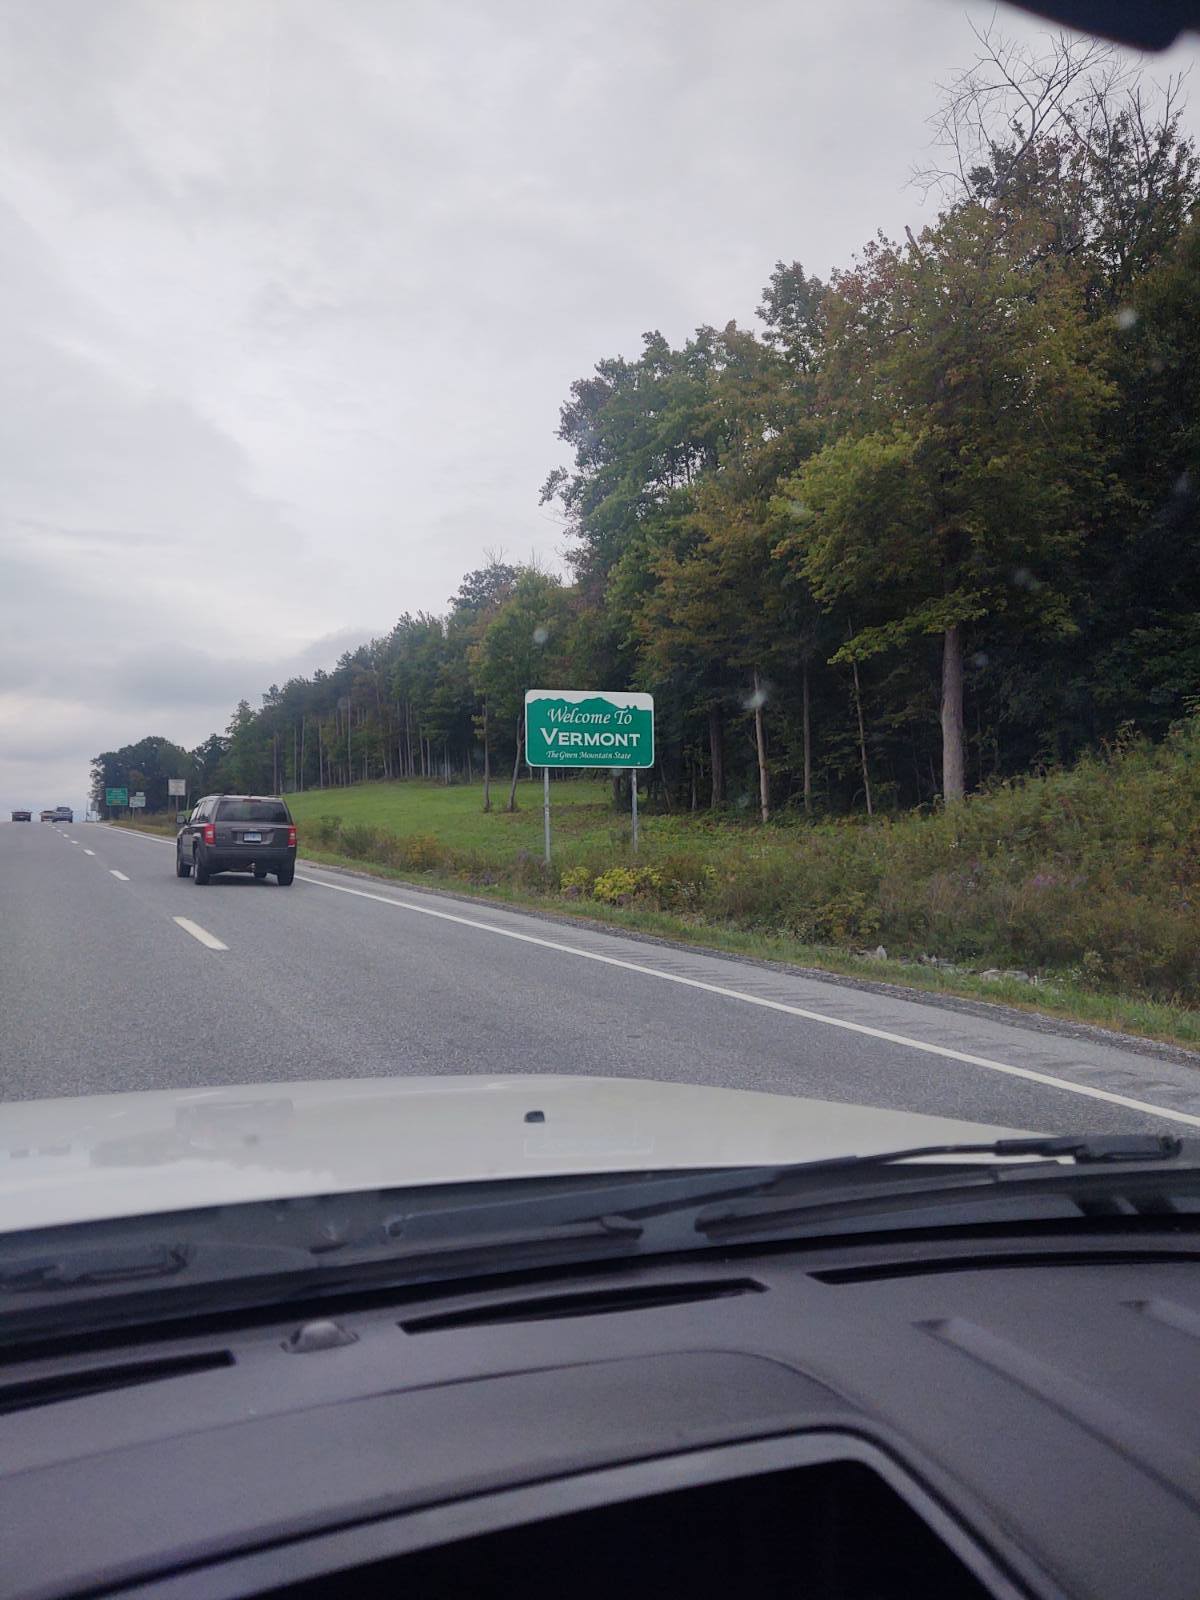 Welcome To
VERMONT
The Green Mountain State